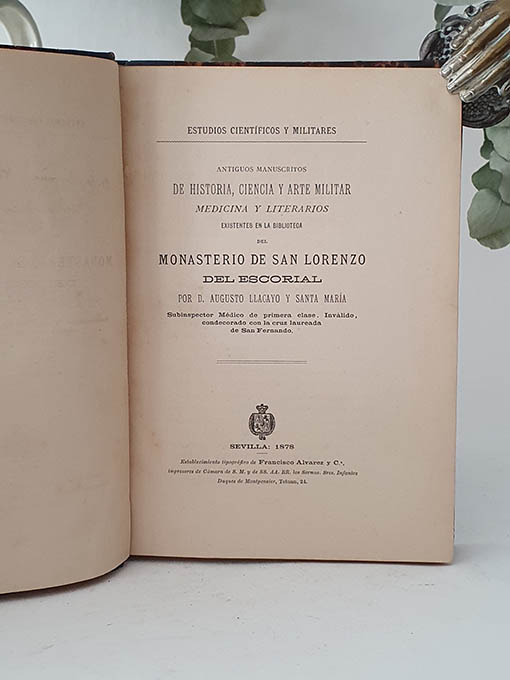 ESTUDIOS CIENTÍFICOS Y MILITARES
ANTIGUOS MANUSCRITOS
DE HISTORIA, CIENCIA Y ARTE MILITAR
MEDICINA Y LITERARIOS
EXISTENTES EN LA BIBLIOTECA
DEL
MONASTERIO DE SAN LORENZO
DEL ESCORIAL
POR D. AUGUSTO LLACAYO Y SANTA MARÍA
Subinspector Médico de primera clase, Inválido,
condecorado con la cruz laureada
de San Fernando.
SEVILLA: 1878
Establecimiento tipográfico de Francisco Alvarez y C.ª,
impresores de Cámara de S. M. y de SS. AA. RR. los Sermos. Sres. Infantes
Duques de Montpensier, Tetuan, 24.